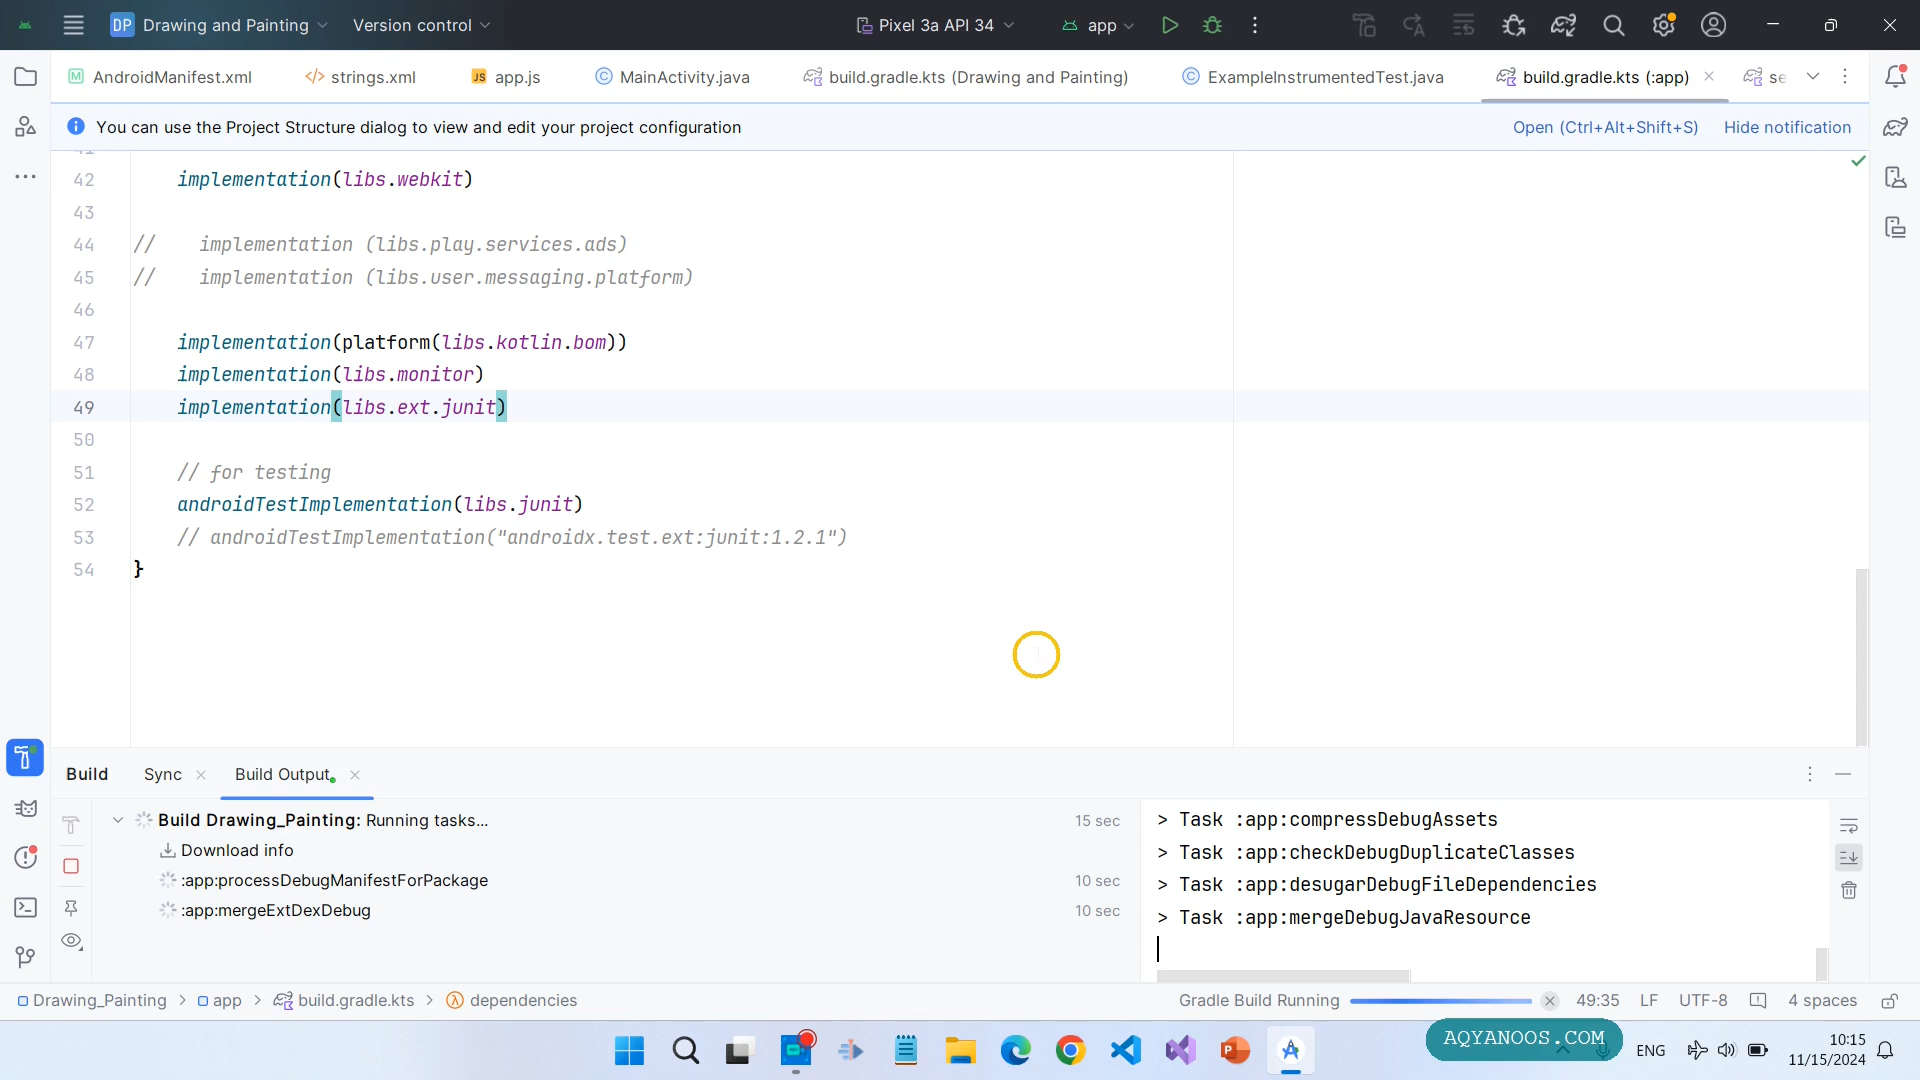 DP Drawing and Painting
Version control
Pixel 3a API 34
app
AndroidManifest.xml
strings.xml
JS app.js
MainActivity.java
build.gradle.kts (Drawing and Painting)
ExampleInstrumentedTest.java
build.gradle.kts (:app)
se
You can use the Project Structure dialog to view and edit your project configuration
Open (Ctrl+Alt+Shift+S)
Hide notification
41
42 implementation(libs.webkit)
43
44 // implementation (libs.play.services.ads)
45 // implementation (libs.user.messaging.platform)
46
47 implementation(platform(libs.kotlin.bom))
48 implementation(libs.monitor)
49 implementation(libs.ext.junit)
50
51 // for testing
52 androidTestImplementation(libs.junit)
53 // androidTestImplementation("androidx.test.ext:junit:1.2.1")
54 }
Build
Sync
Build Output
Build Drawing_Painting: Running tasks... 15 sec
Download info
:app:processDebugManifestForPackage 10 sec
:app:mergeExtDexDebug 10 sec
> Task :app:compressDebugAssets
> Task :app:checkDebugDuplicateClasses
> Task :app:desugarDebugFileDependencies
> Task :app:mergeDebugJavaResource
Drawing_Painting > app > build.gradle.kts > dependencies
Gradle Build Running
49:35 LF UTF-8 4 spaces
AQYANOOS.COM
ENG
10:15
11/15/2024